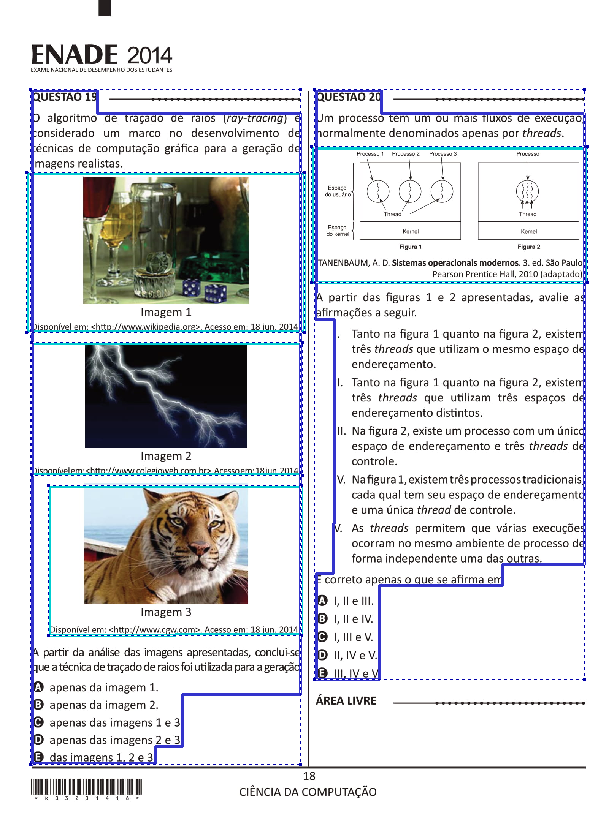 ENADE 2014
EXAME NACIONAL DE DESEMPENHO DOS ESTUDANTES
QUESTÃO 19
O algoritmo de traçado de raios (ray-tracing) é
considerado um marco no desenvolvimento de
técnicas de computação gráfica para a geração de
imagens realistas.
Imagem 1
Disponível em: <http://www.wikipedia.org>. Acesso em: 18 jun. 2014.
Imagem 2
Disponível em: <http://www.colegioweb.com.br>. Acesso em: 18 jun. 2014.
Imagem 3
Disponível em: <http://www.cgw.com>. Acesso em: 18 jun. 2014.
A partir da análise das imagens apresentadas, conclui-se
que a técnica de traçado de raios foi utilizada para a geração
A apenas da imagem 1.
B apenas da imagem 2.
C apenas das imagens 1 e 3.
D apenas das imagens 2 e 3.
E das imagens 1, 2 e 3.
QUESTÃO 20
Um processo tem um ou mais fluxos de execução,
normalmente denominados apenas por threads.
Processo 1 Processo 2 Processo 3 Processo
Espaço
do usuário
Thread Thread
Espaço
do kernel
Kernel Kernel
Figura 1 Figura 2
TANENBAUM, A. D. Sistemas operacionais modernos. 3. ed. São Paulo:
Pearson Prentice Hall, 2010 (adaptado).
A partir das figuras 1 e 2 apresentadas, avalie as
afirmações a seguir.
I. Tanto na figura 1 quanto na figura 2, existem
três threads que utilizam o mesmo espaço de
endereçamento.
II. Tanto na figura 1 quanto na figura 2, existem
três threads que utilizam três espaços de
endereçamento distintos.
III. Na figura 2, existe um processo com um único
espaço de endereçamento e três threads de
controle.
IV. Na figura 1, existem três processos tradicionais,
cada qual tem seu espaço de endereçamento
e uma única thread de controle.
V. As threads permitem que várias execuções
ocorram no mesmo ambiente de processo de
forma independente uma das outras.
É correto apenas o que se afirma em
A I, II e III.
B I, II e IV.
C I, III e V.
D II, IV e V.
E III, IV e V.
ÁREA LIVRE
18
CIÊNCIA DA COMPUTAÇÃO